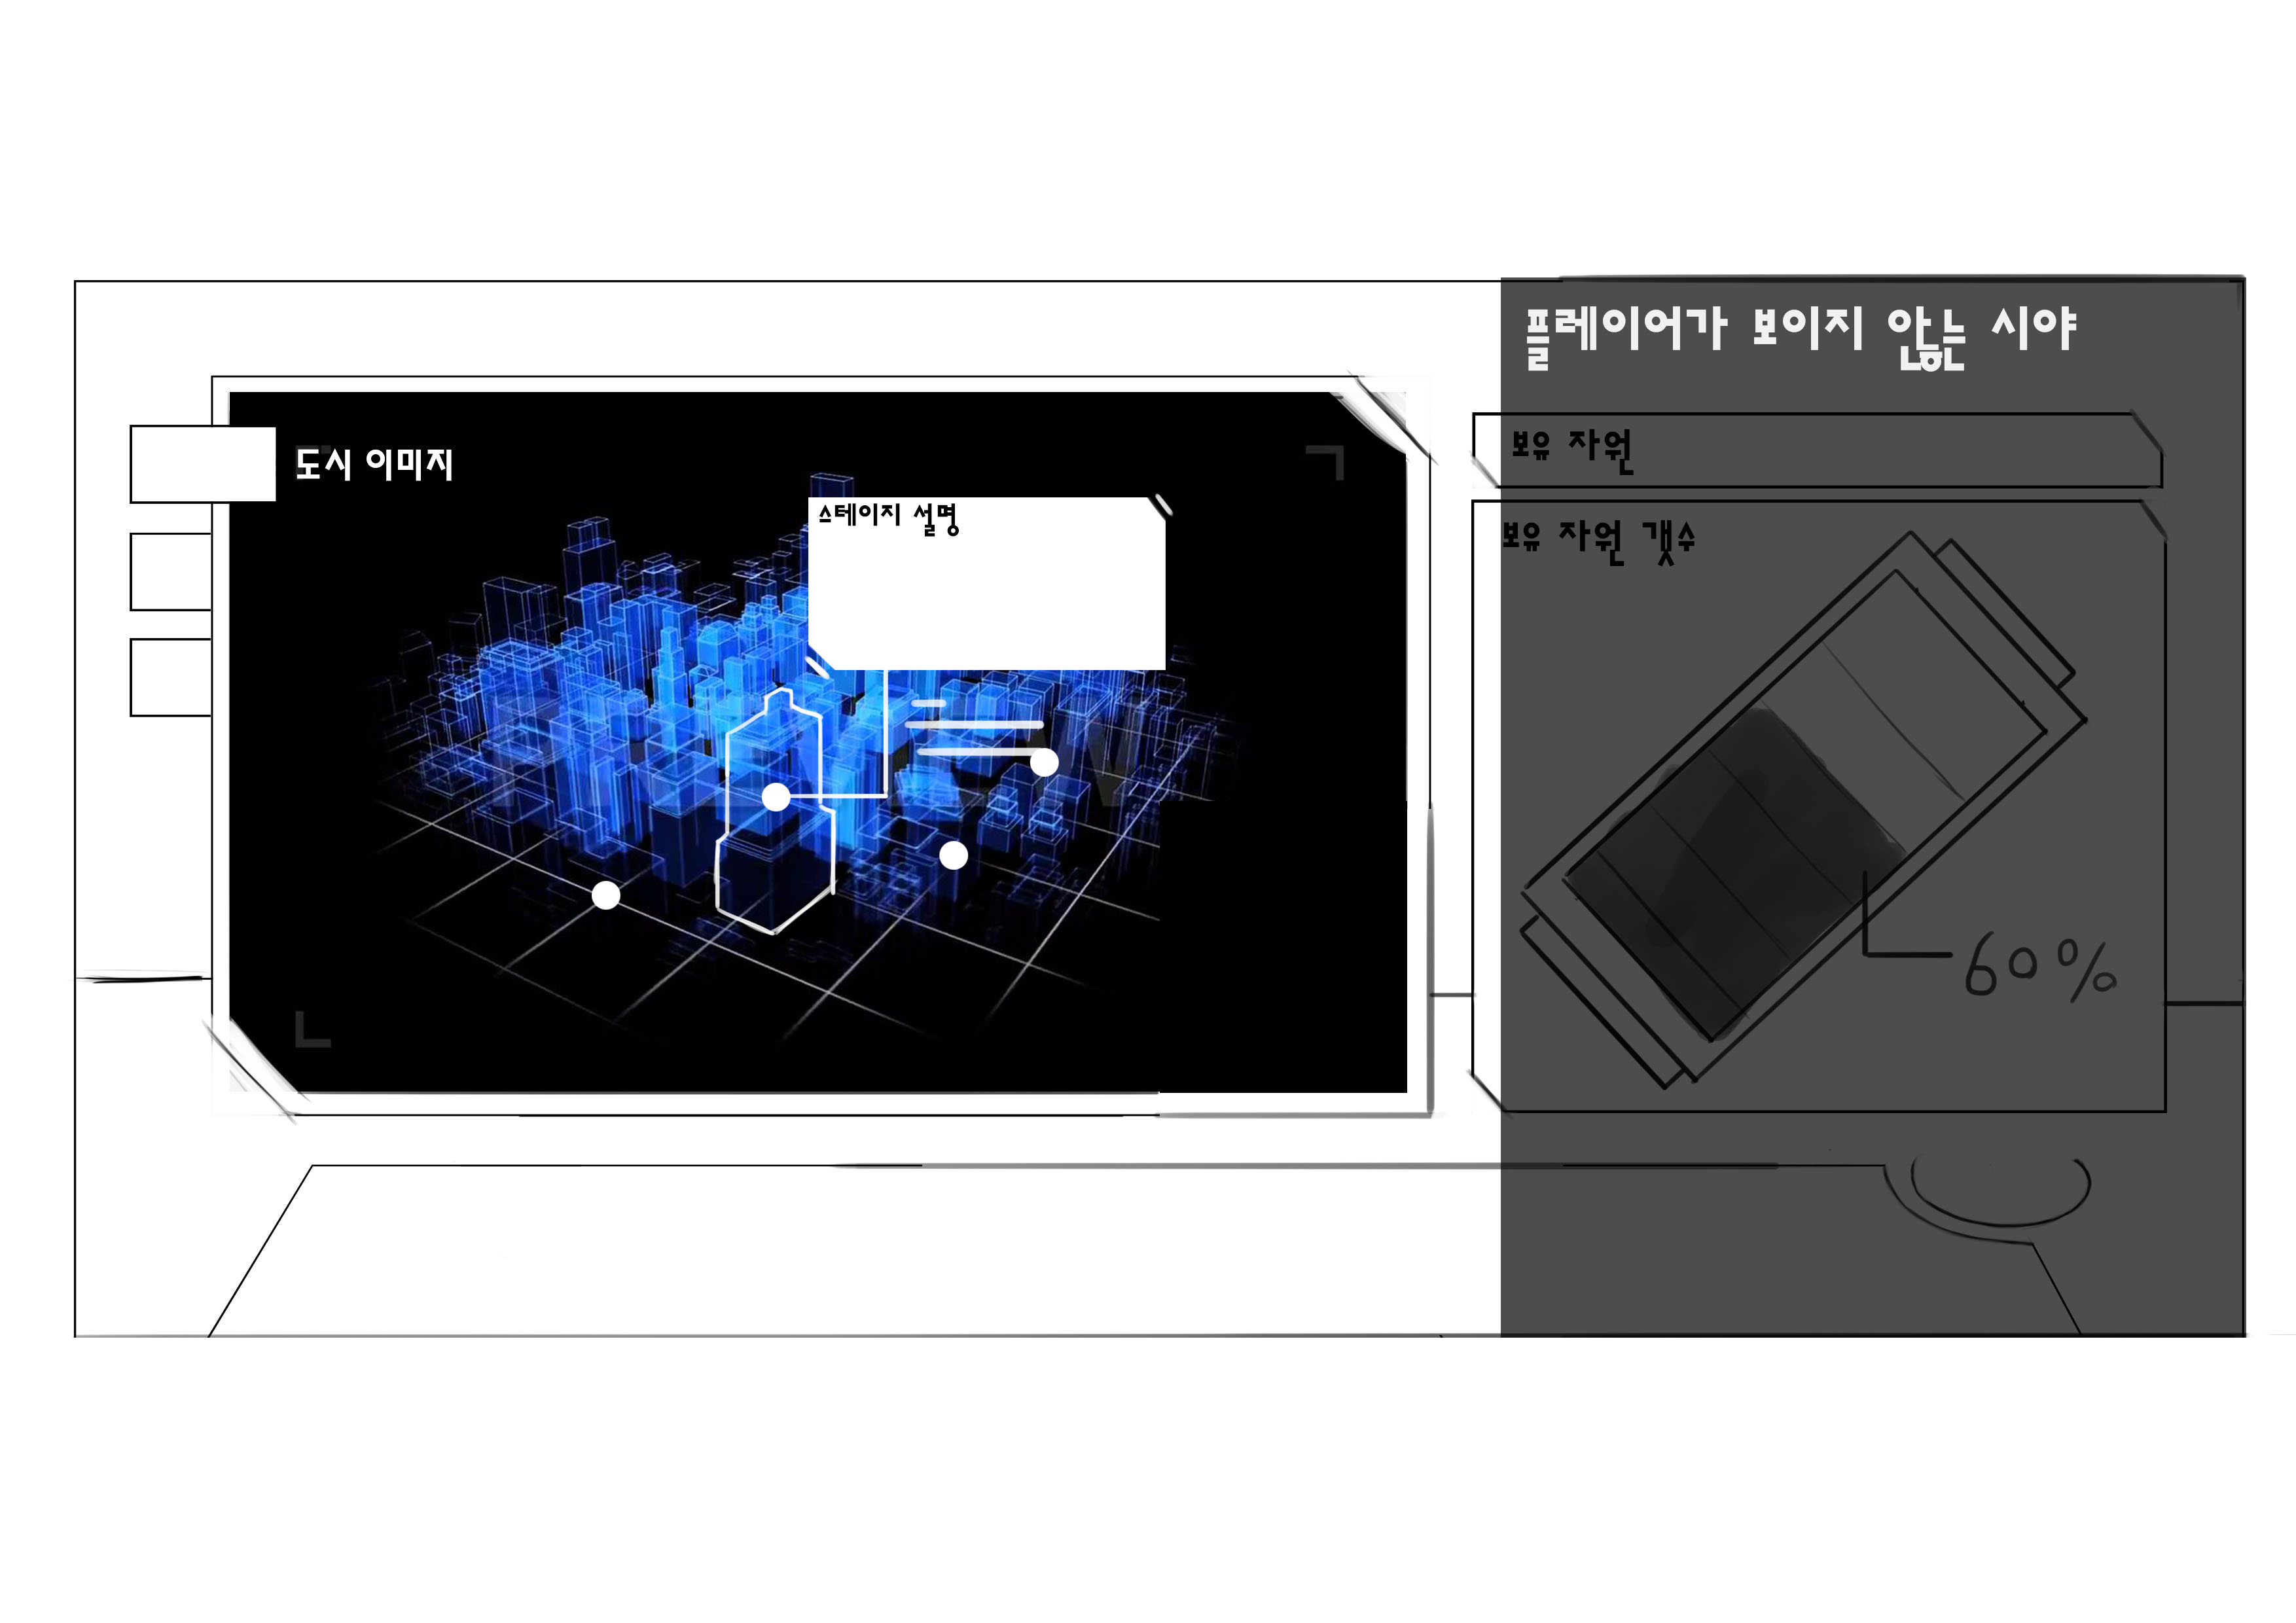 플레이어가 보이지 않는 시야
도시 이미지
스테이지 설명
보유 자원
보유 자원 갯수
60%